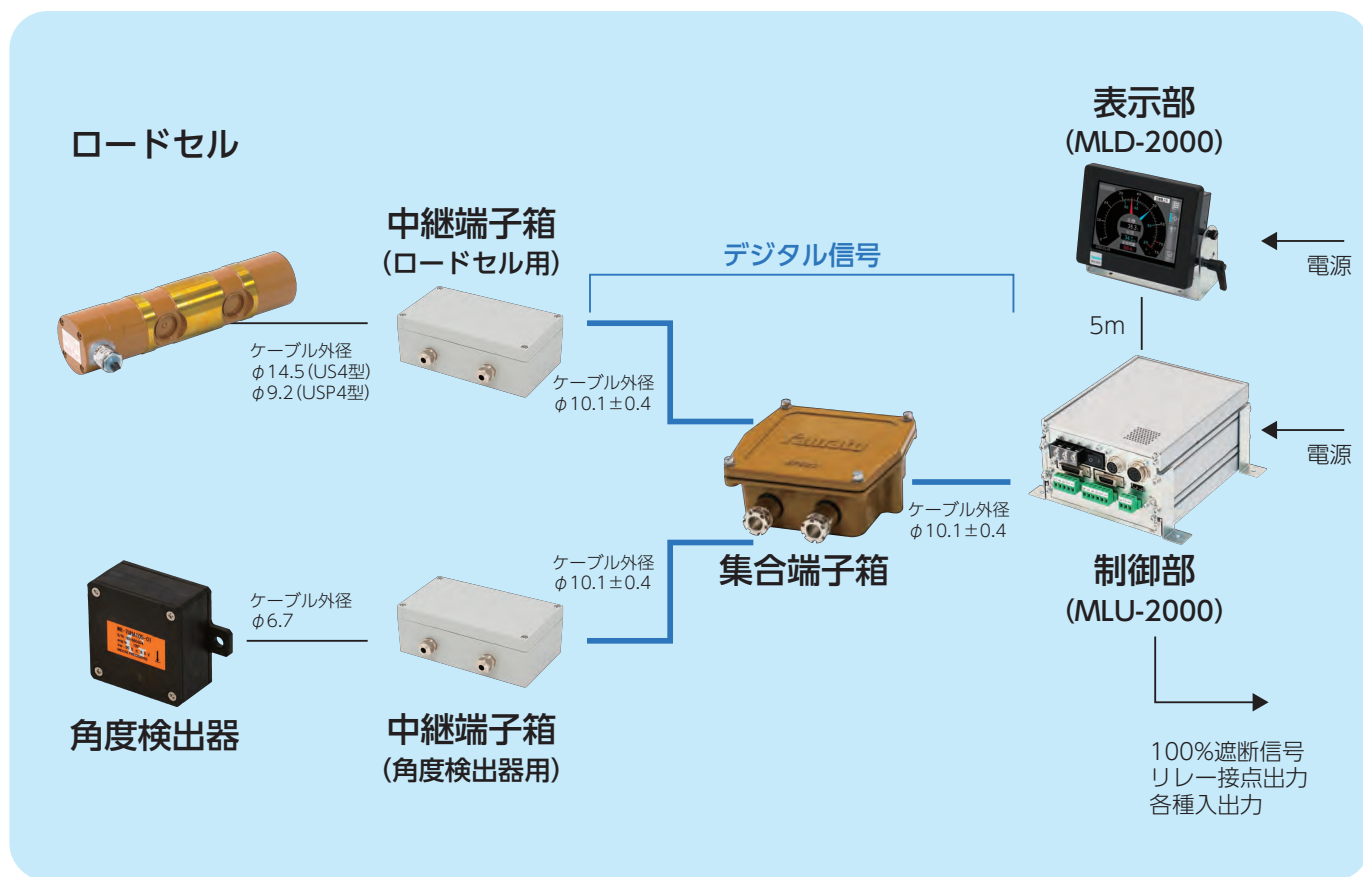 ロードセル
中継端子箱
(ロードセル用)
デジタル信号
表示部
(MLD-2000)
電源
5m
ケーブル外径
φ14.5(US4型)
φ9.2(USP4型)
ケーブル外径
φ10.1±0.4
Yamato
電源
ケーブル外径
φ10.1±0.4
集合端子箱
制御部
(MLU-2000)
ケーブル外径
φ10.1±0.4
ケーブル外径
φ6.7
角度検出器
中継端子箱
(角度検出器用)
100%遮断信号
リレー接点出力
各種入出力